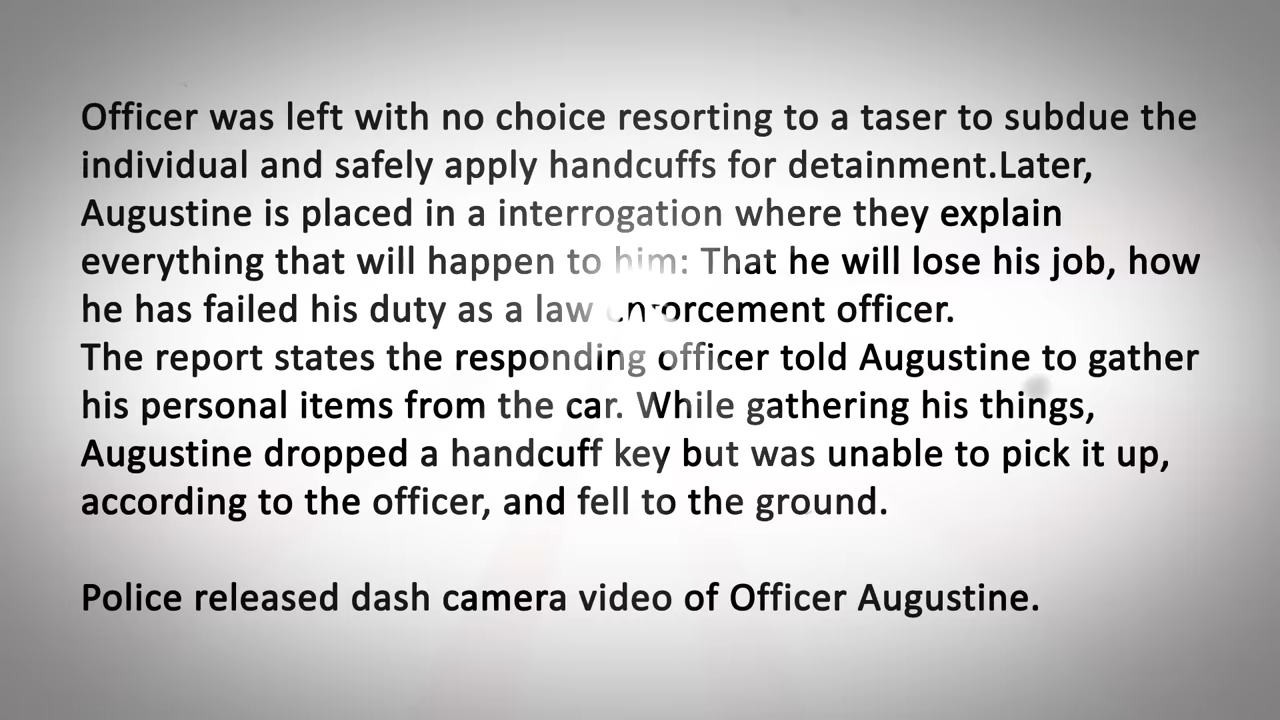 Officer was left with no choice resorting to a taser to subdue the
individual and safely apply handcuffs for detainment.Later,
Augustine is placed in a interrogation where they explain
everything that will happen to him: That he will lose his job, how
he has failed his duty as a law enforcement officer.
The report states the responding officer told Augustine to gather
his personal items from the car. While gathering his things,
Augustine dropped a handcuff key but was unable to pick it up,
according to the officer, and fell to the ground.
Police released dash camera video of Officer Augustine.